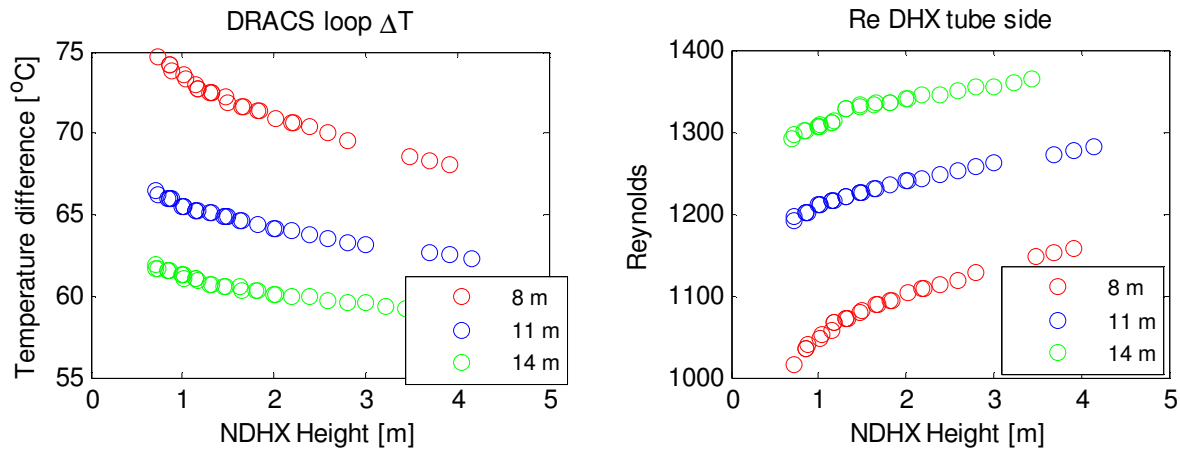 DRACS loop ΔT
Temperature difference [°C]
75
70
65
60
55
0 1 2 3 4 5
NDHX Height [m]
8 m
11 m
14 m
Re DHX tube side
Reynolds
1400
1300
1200
1100
1000
0 1 2 3 4 5
NDHX Height [m]
8 m
11 m
14 m